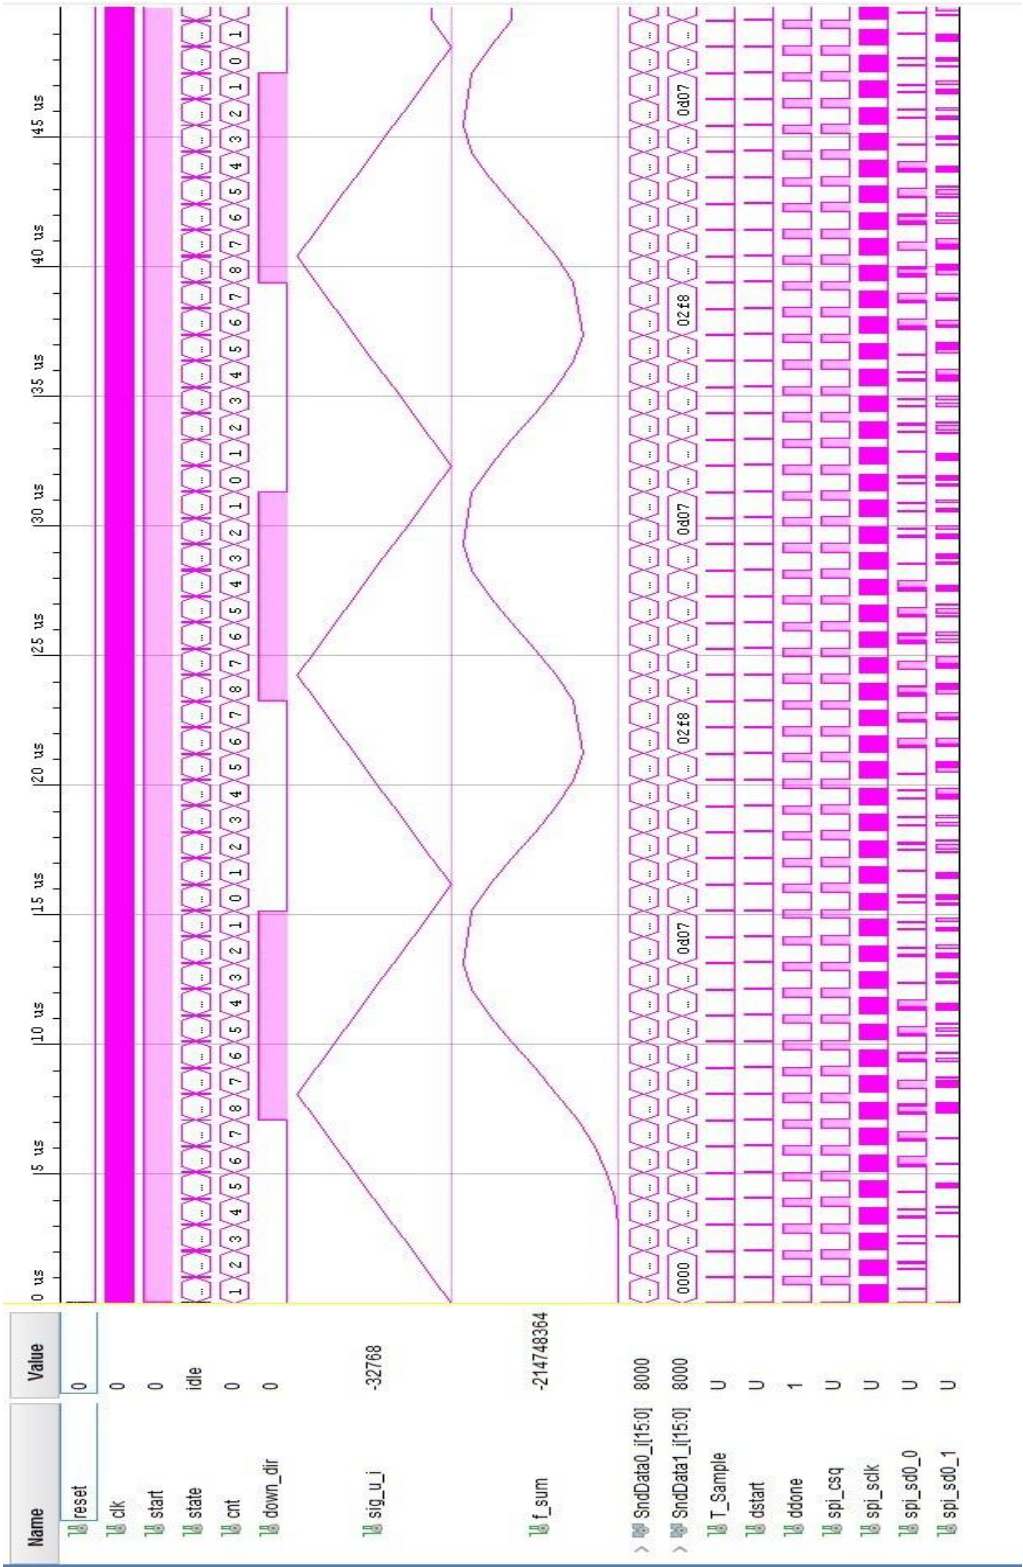 Name Value 0 us 5 us 10 us 15 us 20 us 25 us 30 us 35 us 40 us 45 us
reset 0
clk 0
start 0
state idle
cnt 0 1 2 3 4 5 6 7 8 7 6 5 4 3 2 1 0 1 2 3 4 5 6 7 8 7 6 5 4 3 2 1 0 1 2 3 4 5 6 7 8 7 6 5 4 3 2 1 0 1
down_dir 0
sig_u_i -32768
f_sum -214748364
SndData0_i[15:0] 8000
SndData1_i[15:0] 8000 0000 0d07 02f8 0d07 02f8 0d07
T_Sample U
dstart U
ddone 1
spi_csq U
spi_sclk U
spi_sd0_0 U
spi_sd0_1 U